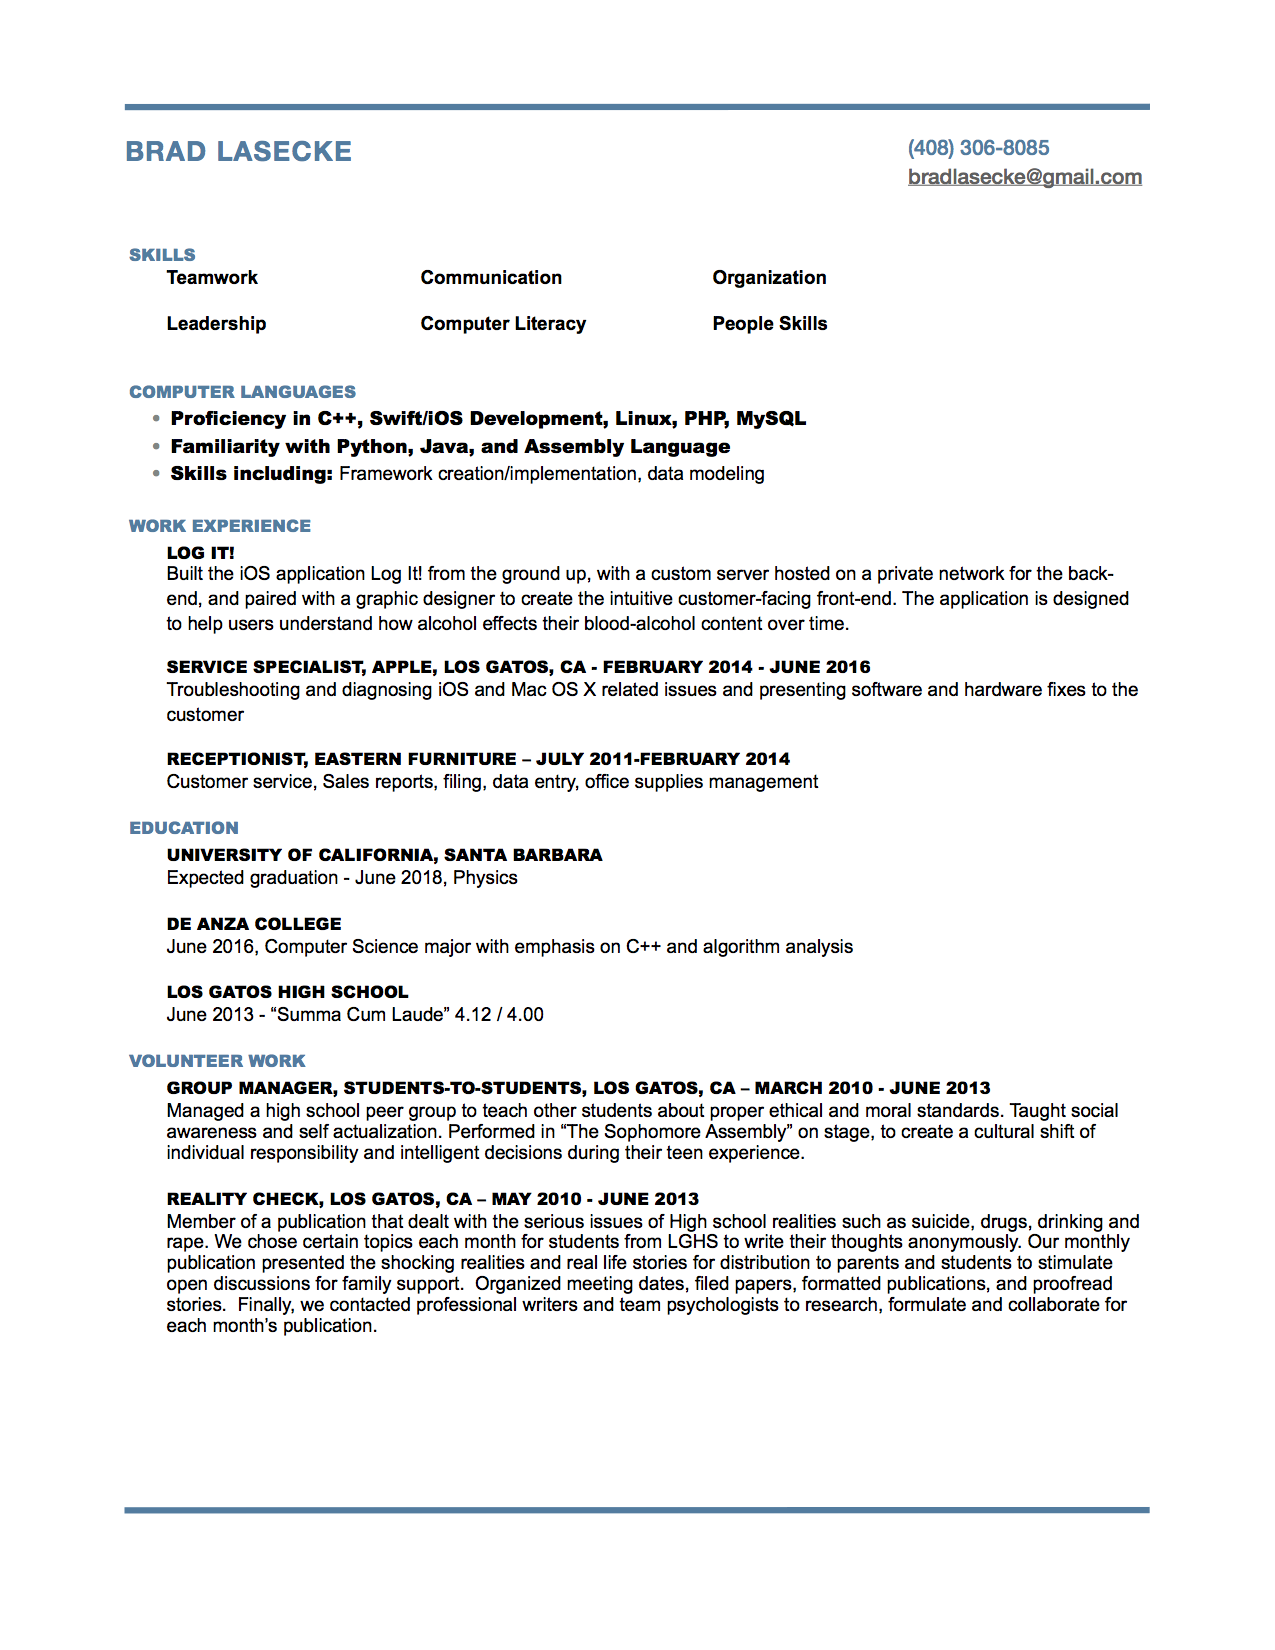 BRAD LASECKE
(408) 306-8085
bradlasecke@gmail.com
SKILLS
Teamwork Communication Organization
Leadership Computer Literacy People Skills
COMPUTER LANGUAGES
• Proficiency in C++, Swift/iOS Development, Linux, PHP, MySQL
• Familiarity with Python, Java, and Assembly Language
• Skills including: Framework creation/implementation, data modeling
WORK EXPERIENCE
LOG IT!
Built the iOS application Log It! from the ground up, with a custom server hosted on a private network for the back-
end, and paired with a graphic designer to create the intuitive customer-facing front-end. The application is designed
to help users understand how alcohol effects their blood-alcohol content over time.
SERVICE SPECIALIST, APPLE, LOS GATOS, CA - FEBRUARY 2014 - JUNE 2016
Troubleshooting and diagnosing iOS and Mac OS X related issues and presenting software and hardware fixes to the
customer
RECEPTIONIST, EASTERN FURNITURE – JULY 2011-FEBRUARY 2014
Customer service, Sales reports, filing, data entry, office supplies management
EDUCATION
UNIVERSITY OF CALIFORNIA, SANTA BARBARA
Expected graduation - June 2018, Physics
DE ANZA COLLEGE
June 2016, Computer Science major with emphasis on C++ and algorithm analysis
LOS GATOS HIGH SCHOOL
June 2013 - “Summa Cum Laude” 4.12 / 4.00
VOLUNTEER WORK
GROUP MANAGER, STUDENTS-TO-STUDENTS, LOS GATOS, CA – MARCH 2010 - JUNE 2013
Managed a high school peer group to teach other students about proper ethical and moral standards. Taught social
awareness and self actualization. Performed in “The Sophomore Assembly” on stage, to create a cultural shift of
individual responsibility and intelligent decisions during their teen experience.
REALITY CHECK, LOS GATOS, CA – MAY 2010 - JUNE 2013
Member of a publication that dealt with the serious issues of High school realities such as suicide, drugs, drinking and
rape. We chose certain topics each month for students from LGHS to write their thoughts anonymously. Our monthly
publication presented the shocking realities and real life stories for distribution to parents and students to stimulate
open discussions for family support.  Organized meeting dates, filed papers, formatted publications, and proofread
stories.  Finally, we contacted professional writers and team psychologists to research, formulate and collaborate for
each month’s publication.